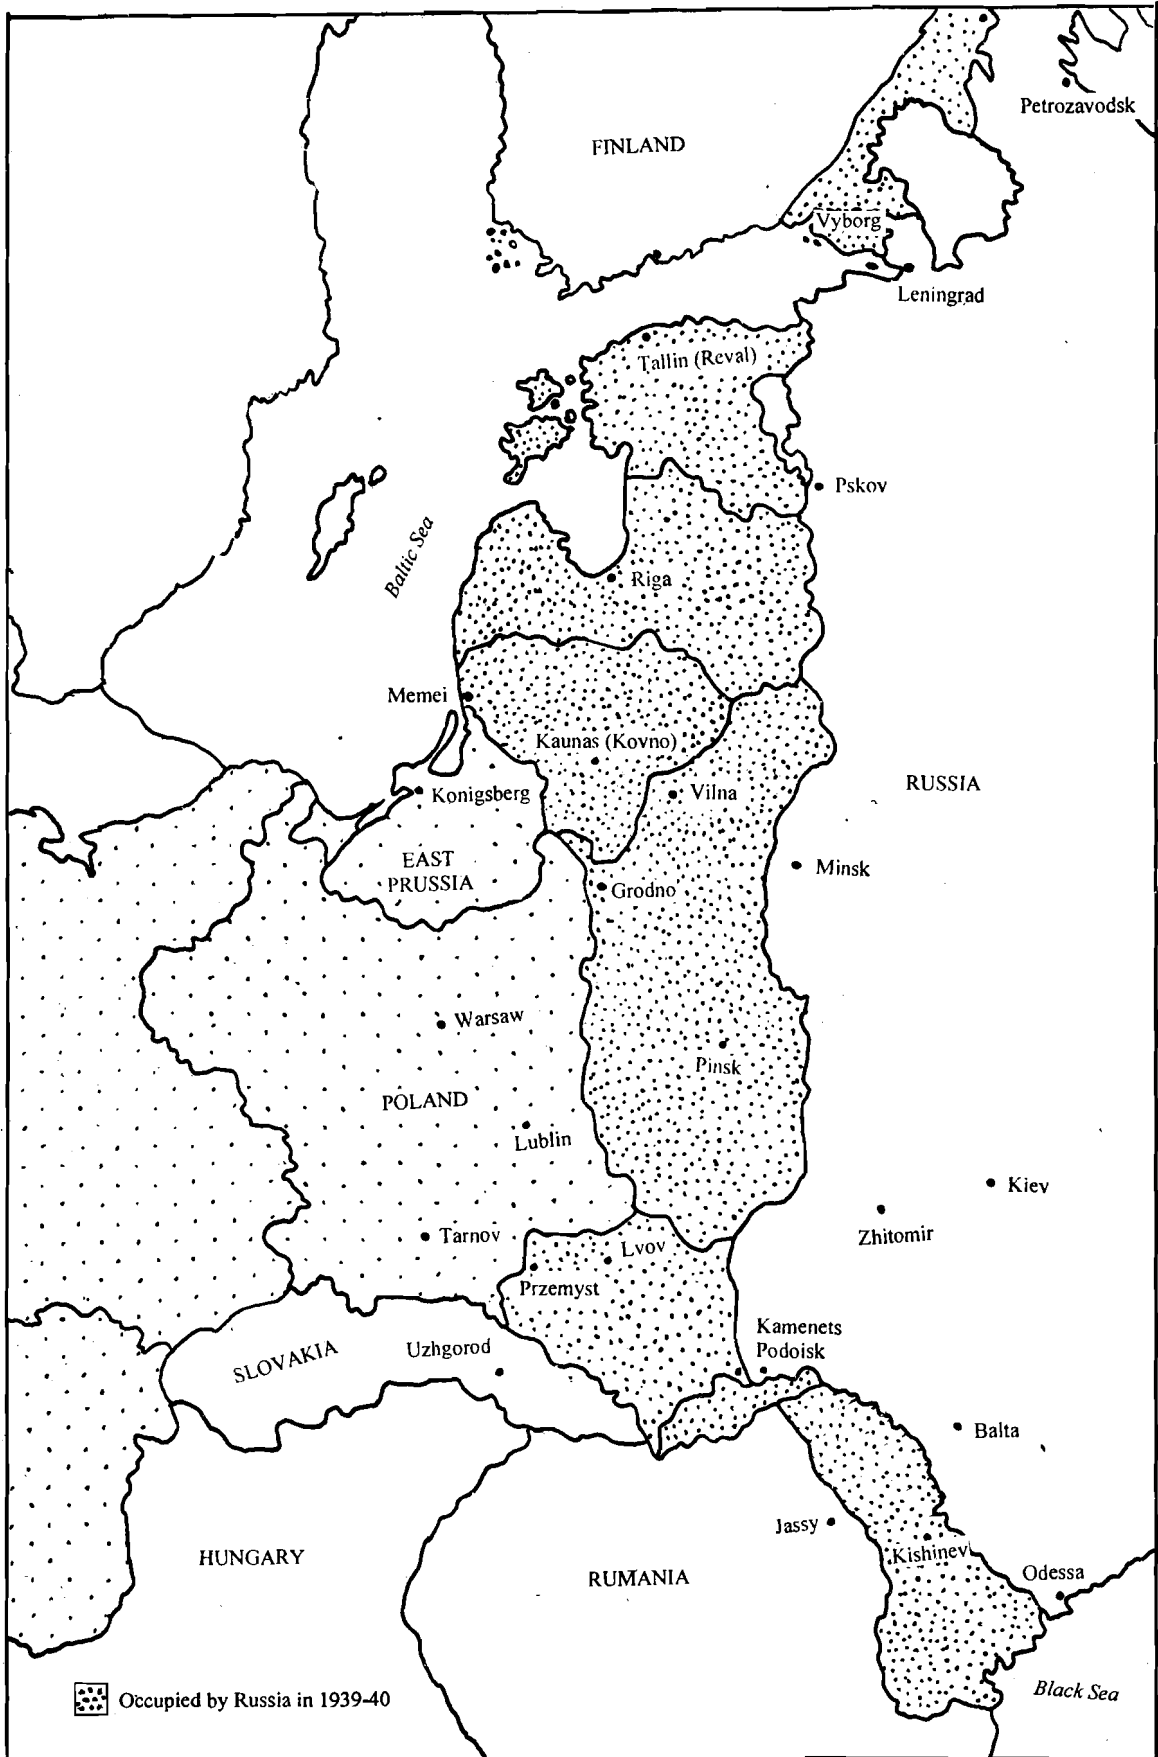 Petrozavodsk
FINLAND
Vyborg
Leningrad
Tallin (Reval)
Pskov
Baltic Sea
Riga
Memei
Kaunas (Kovno)
RUSSIA
Konigsberg
Vilna
EAST
PRUSSIA
Minsk
Grodno
Warsaw
Pinsk
POLAND
Lublin
Kiev
Zhitomir
Tarnov
Lvov
Przemyst
Kamenets
Podoisk
SLOVAKIA
Uzhgorod
Balta
Jassy
Kishinev
HUNGARY
RUMANIA
Odessa
Black Sea
Occupied by Russia in 1939-40